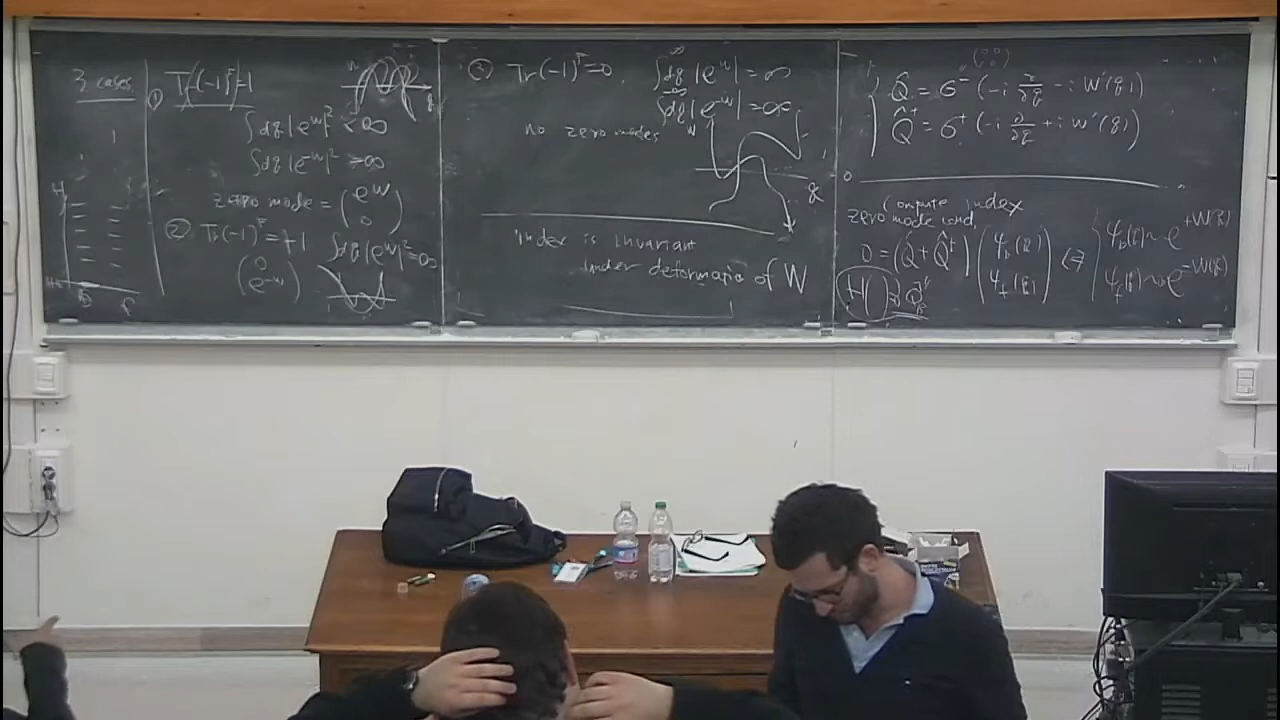 3 cases
① Tr(-1)^F = 1
∫dq |e^W|² < ∞
∫dq |e^-W|² = ∞
zero mode = (e^W 0)
② Tr(-1)^F = +1 ∫dq |e^W|² = ∞
(0 e^-W)
③ Tr(-1)^F = 0, ∫dq |e^W| = ∞
∫dq |e^-W| = ∞
no zero modes
W
q
index is invariant
under deformatio of W
Q̂ = σ^- (-i ∂/∂q - i W'(q))
Q̂^† = σ^+ (-i ∂/∂q + i W'(q))
Compute index
zero mode cond,
0 = (Q̂ + Q̂^†) (ψ_b(q) ψ_f(q)) ⇔ { ψ_b(q) ~ e^{+W(q)}
ψ_f(q) ~ e^{-W(q)}